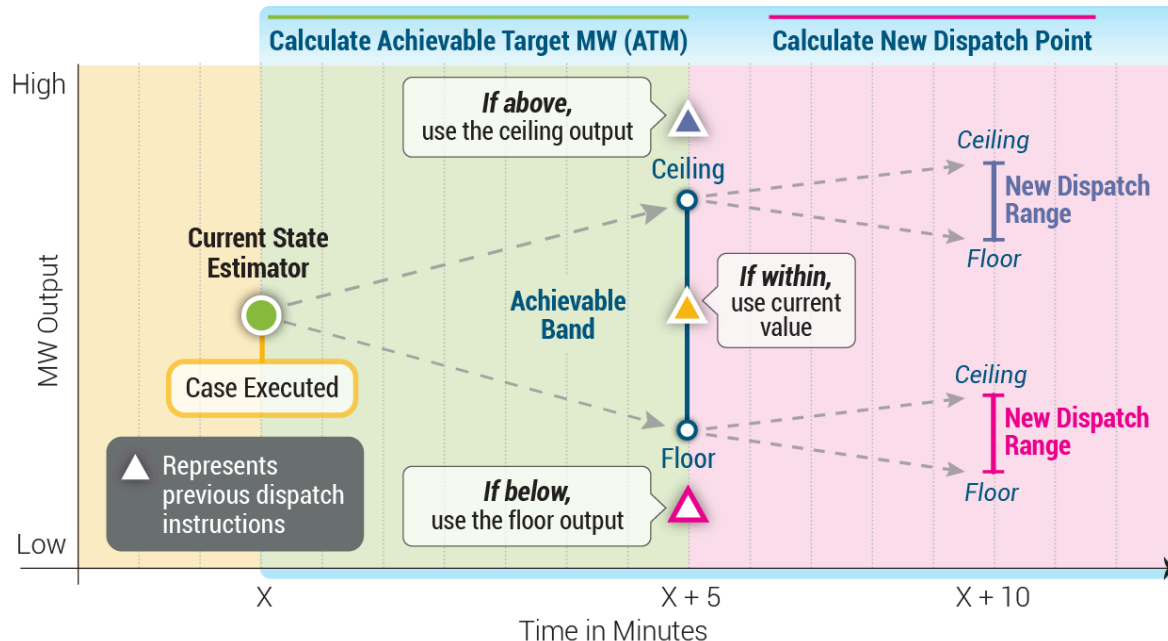 Calculate Achievable Target MW (ATM)
Calculate New Dispatch Point
High
If above,
use the ceiling output
Ceiling
Ceiling
New Dispatch
Range
Floor
Current State
Estimator
MW Output
Achievable
Band
If within,
use current
value
Case Executed
Ceiling
New Dispatch
Range
Floor
Floor
Represents
previous dispatch
instructions
If below,
use the floor output
Low
X
X + 5
X + 10
Time in Minutes